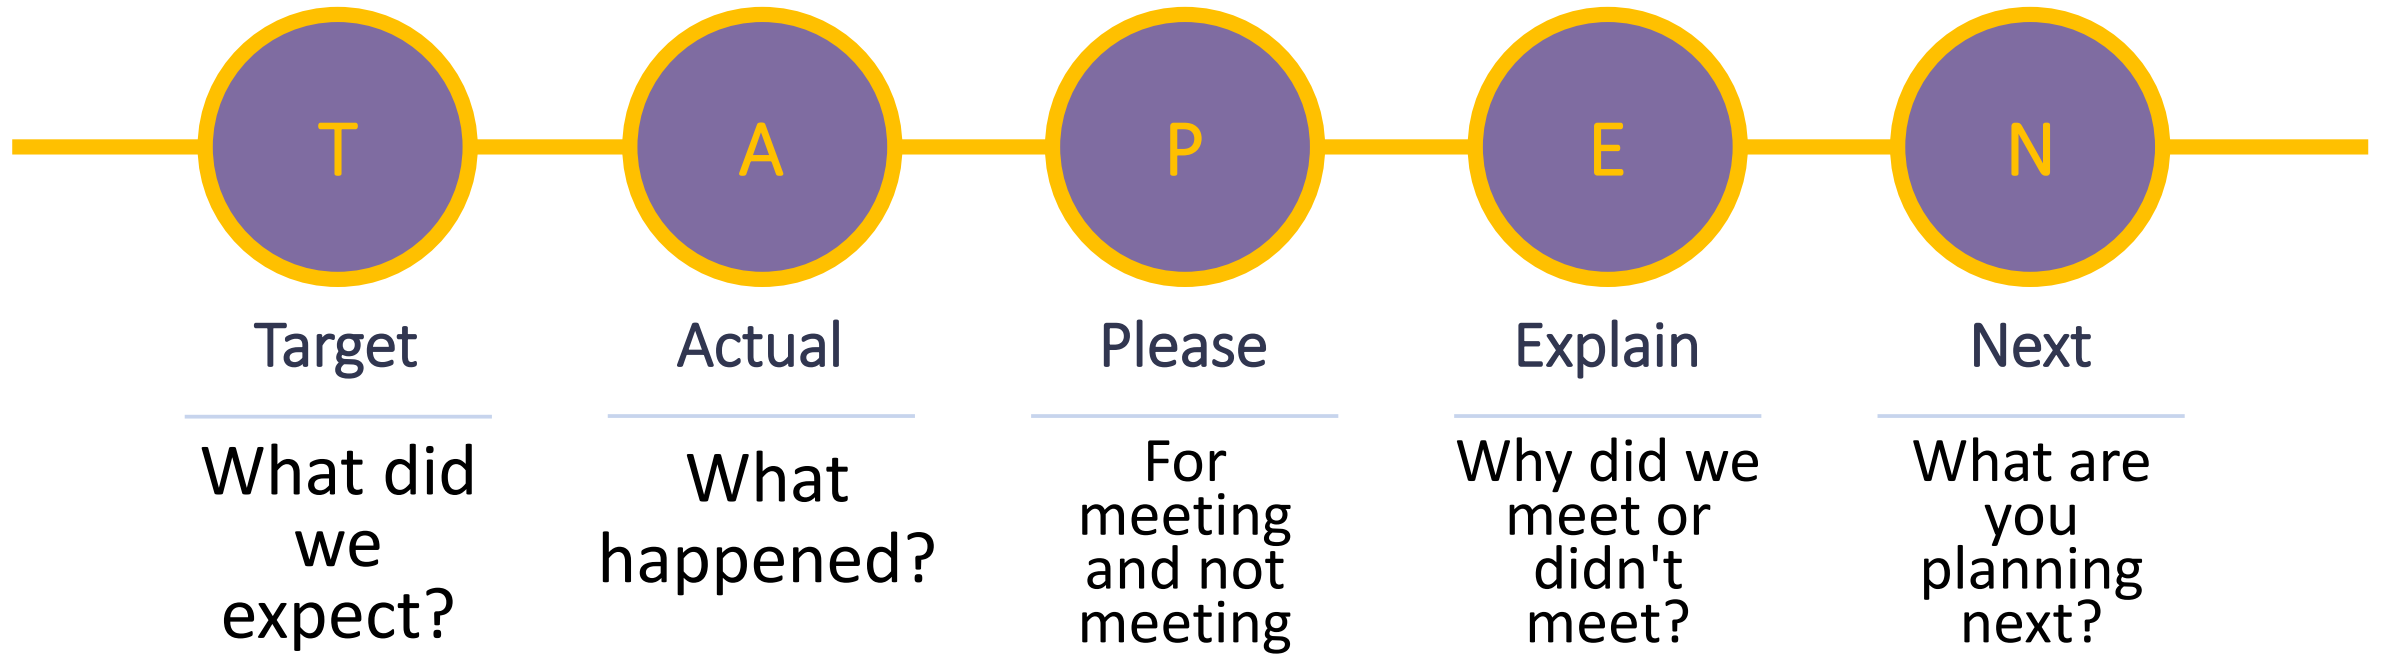 T A P E N
Target Actual Please Explain Next
What did
we
expect?
What
happened?
For
meeting
and not
meeting
Why did we
meet or
didn't
meet?
What are
you
planning
next?